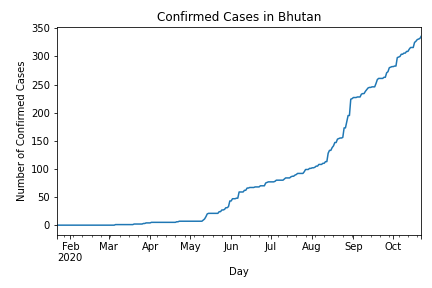 Confirmed Cases in Bhutan
350
300
250
200
150
100
50
0
Number of Confirmed Cases
Feb Mar Apr May Jun Jul Aug Sep Oct
2020
Day